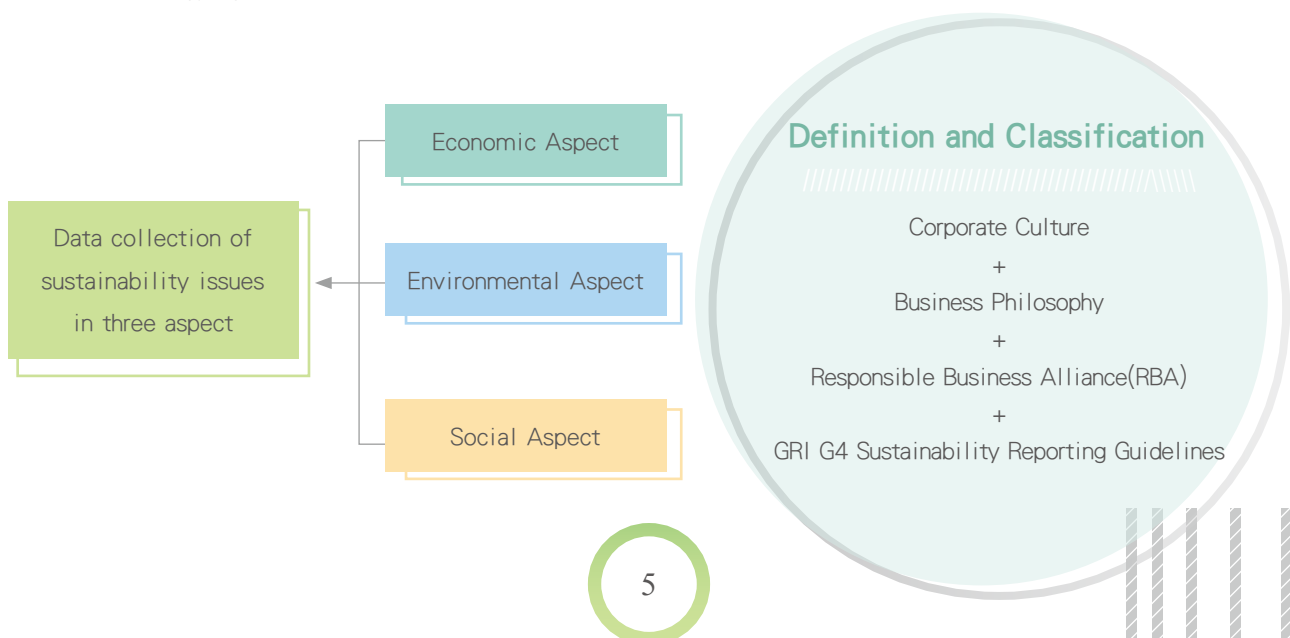 Data collection of
sustainability issues
in three aspect
Economic Aspect
Environmental Aspect
Social Aspect
Definition and Classification
Corporate Culture
+
Business Philosophy
+
Responsible Business Alliance(RBA)
+
GRI G4 Sustainability Reporting Guidelines
5